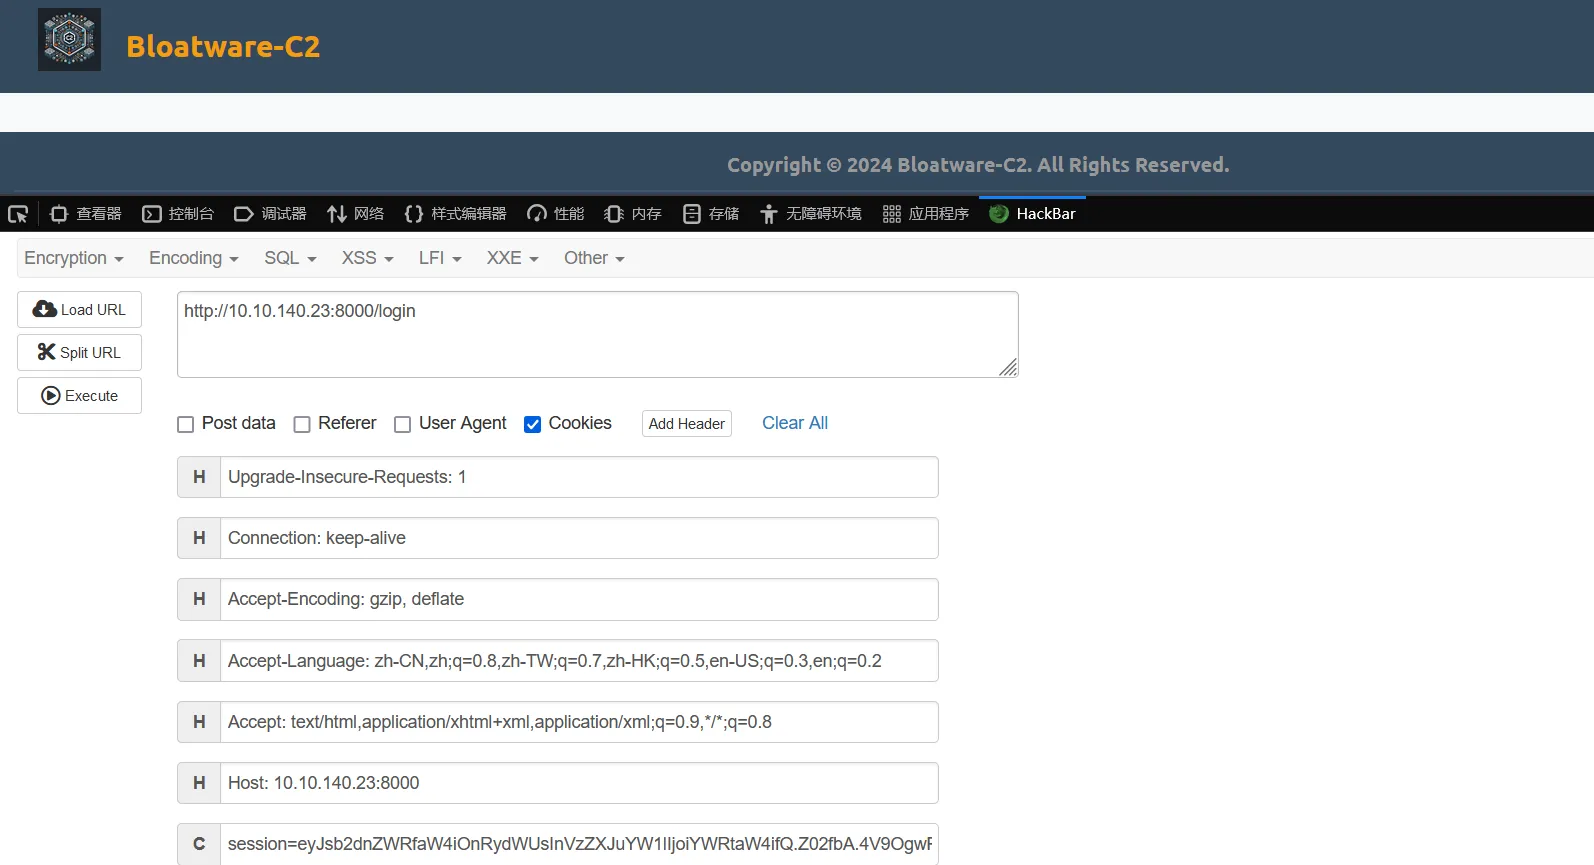 Bloatware-C2
Copyright © 2024 Bloatware-C2. All Rights Reserved.
查看器 控制台 调试器 网络 样式编辑器 性能 内存 存储 无障碍环境 应用程序 HackBar
Encryption Encoding SQL XSS LFI XXE Other
Load URL
http://10.10.140.23:8000/login
Split URL
Execute
Post data Referer User Agent Cookies Add Header Clear All
H Upgrade-Insecure-Requests: 1
H Connection: keep-alive
H Accept-Encoding: gzip, deflate
H Accept-Language: zh-CN,zh;q=0.8,zh-TW;q=0.7,zh-HK;q=0.5,en-US;q=0.3,en;q=0.2
H Accept: text/html,application/xhtml+xml,application/xml;q=0.9,*/*;q=0.8
H Host: 10.10.140.23:8000
C session=eyJsb2dnZWRfaW4iOnRydWUsInVzZXJuYW1lIjoiYWRtaW4ifQ.Z02fbA.4V9OgwF